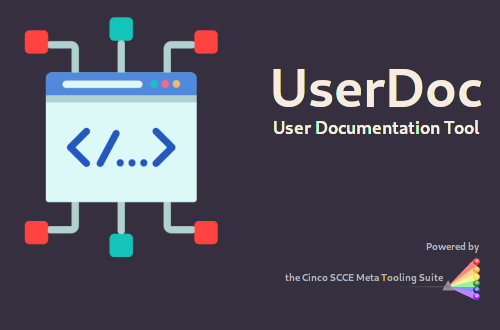 </....>
UserDoc
User Documentation Tool
Powered by
the Cinco SCCE Meta Tooling Suite